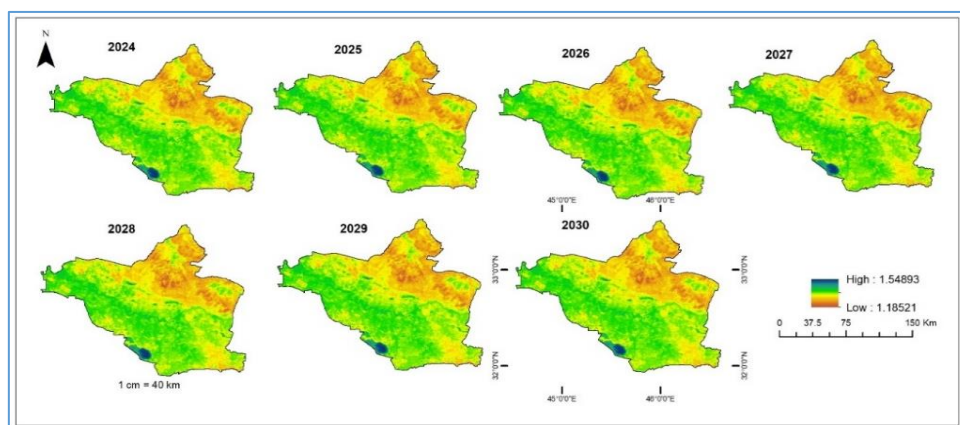 N
2024
2025
2026
2027
45°0'0"E
46°0'0"E
2028
2029
2030
33°0'0"N
33°0'0"N
High : 1.54893
Low : 1.18521
0 37.5 75 150 Km
32°0'0"N
32°0'0"N
1 cm = 40 km
45°0'0"E
46°0'0"E